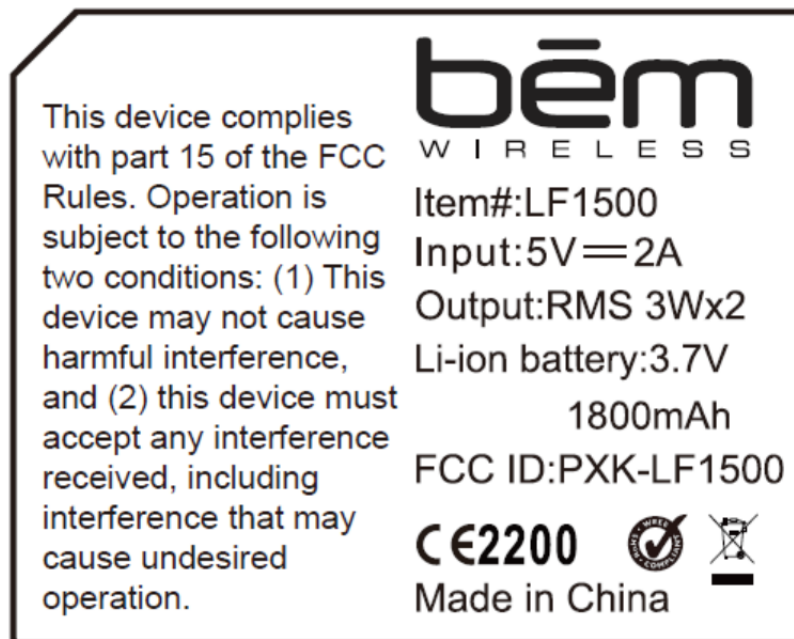 This device complies
with part 15 of the FCC
Rules. Operation is
subject to the following
two conditions: (1) This
device may not cause
harmful interference,
and (2) this device must
accept any interference
received, including
interference that may
cause undesired
operation.
bēm
WIRELESS
Item#:LF1500
Input:5V⎓2A
Output:RMS 3Wx2
Li-ion battery:3.7V
1800mAh
FCC ID:PXK-LF1500
CE2200
RoHS · WEEE COMPLIANT
Made in China